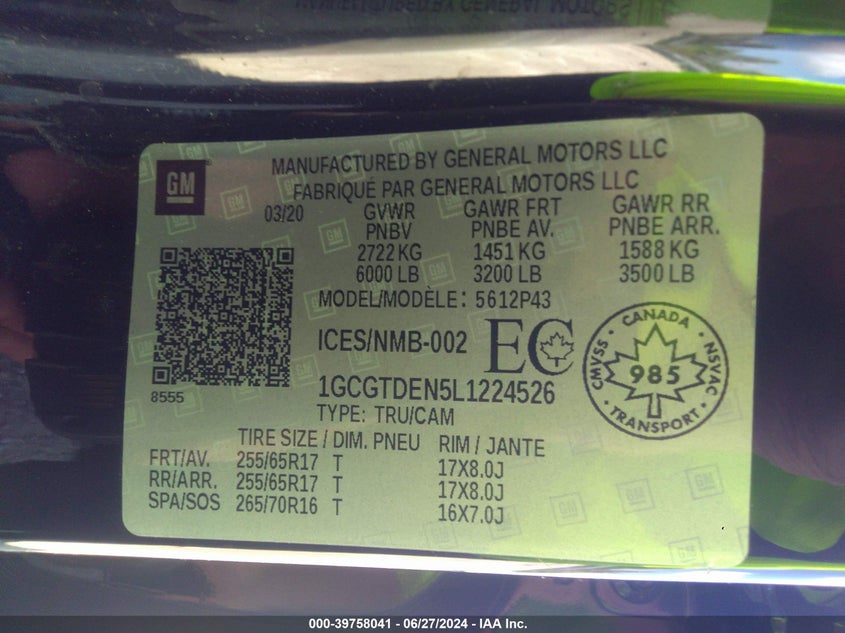 MANUFACTURED BY GENERAL MOTORS LLC
FABRIQUÉ PAR GENERAL MOTORS LLC
GM
03/20 GVWR GAWR FRT GAWR RR
PNBV PNBE AV. PNBE ARR.
2722 KG 1451 KG 1588 KG
6000 LB 3200 LB 3500 LB
MODEL/MODÈLE: 5612P43
ICES/NMB-002 EC
CANADA
CMVSS 985 NSVAC
TRANSPORT
8555
1GCGTDEN5L1224526
TYPE: TRU/CAM
TIRE SIZE / DIM. PNEU RIM / JANTE
FRT/AV. 255/65R17 T 17X8.0J
RR/ARR. 255/65R17 T 17X8.0J
SPA/SOS 265/70R16 T 16X7.0J
000-39758041 - 06/27/2024 - IAA Inc.